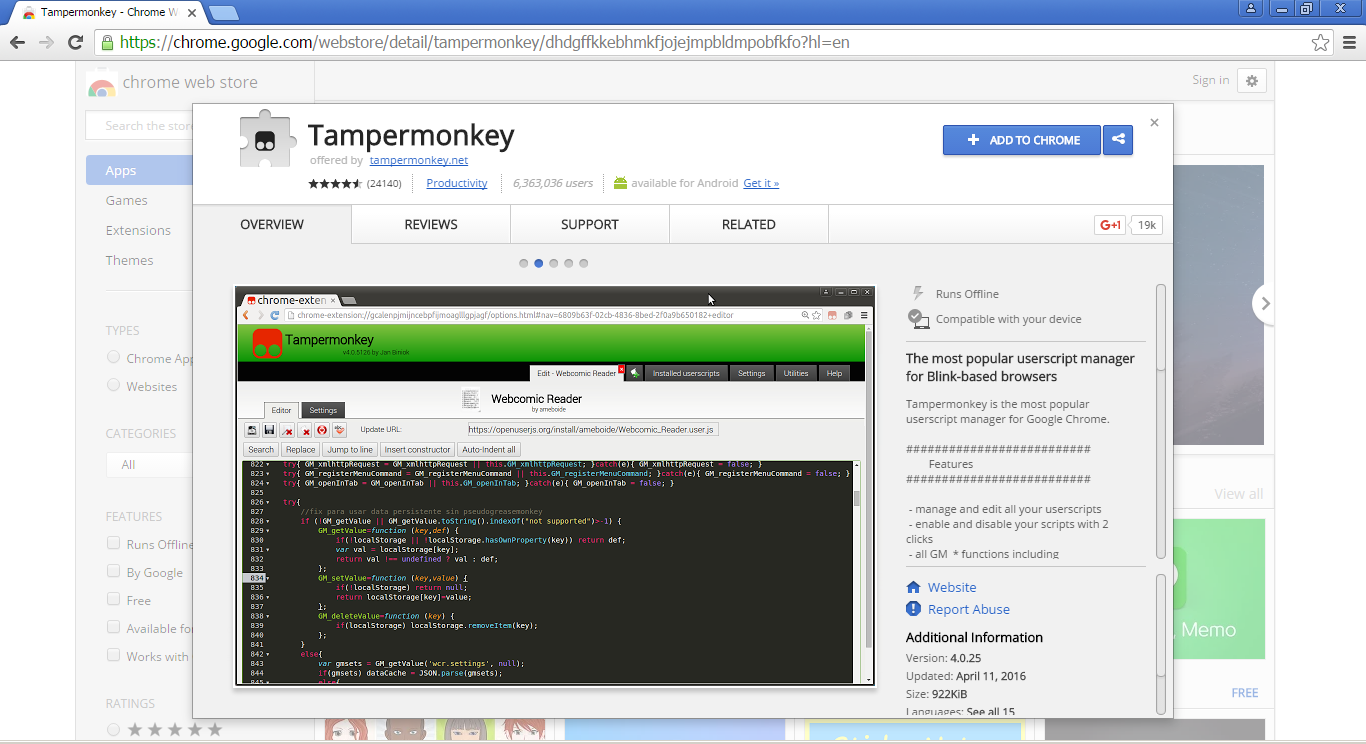 Tampermonkey - Chrome W
https://chrome.google.com/webstore/detail/tampermonkey/dhdgffkkebhmkfjojejmpbldmpobfkfo?hl=en
chrome web store
Sign in
Search the store
Apps
Games
Extensions
Themes
TYPES
Chrome App
Websites
CATEGORIES
All
FEATURES
Runs Offline
By Google
Free
Available fo
Works with
RATINGS
Tampermonkey
offered by tampermonkey.net
(24140) Productivity 6,363,036 users available for Android Get it »
ADD TO CHROME
OVERVIEW REVIEWS SUPPORT RELATED
G+1 19k
chrome-exten
chrome-extension://gcalenpjmijncebpfijmoaglllgpjagf/options.html#nav=6809b63f-02cb-4836-8bed-2f0a9b650182+editor
Tampermonkey
v4.0.5126 by Jan Biniok
Edit - Webcomic Reader Installed userscripts Settings Utilities Help
Webcomic Reader
by ameboide
Editor Settings
Update URL: https://openuserjs.org/install/ameboide/Webcomic_Reader.user.js
Search Replace Jump to line Insert constructor Auto-Indent all
822 try{ GM_xmlhttpRequest = GM_xmlhttpRequest || this.GM_xmlhttpRequest; }catch(e){ GM_xmlhttpRequest = false; }
823 try{ GM_registerMenuCommand = GM_registerMenuCommand || this.GM_registerMenuCommand; }catch(e){ GM_registerMenuCommand = false; }
824 try{ GM_openInTab = GM_openInTab || this.GM_openInTab; }catch(e){ GM_openInTab = false; }
825
826 try{
827 //fix para usar data persistente sin pseudogreasemonkey
828 if (!GM_getValue || GM_getValue.toString().indexOf("not supported")>-1) {
829 GM_getValue=function (key,def) {
830 if(!localStorage || !localStorage.hasOwnProperty(key)) return def;
831 var val = localStorage[key];
832 return val !== undefined ? val : def;
833 };
834 GM_setValue=function (key,value) {
835 if(!localStorage) return null;
836 return localStorage[key]=value;
837 };
838 GM_deleteValue=function (key) {
839 if(localStorage) localStorage.removeItem(key);
840 };
841 }
842 else{
843 var gmsets = GM_getValue('wcr.settings', null);
844 if(gmsets) dataCache = JSON.parse(gmsets);
845 else{
Runs Offline
Compatible with your device
The most popular userscript manager
for Blink-based browsers
Tampermonkey is the most popular
userscript manager for Google Chrome.
##########################
Features
##########################
- manage and edit all your userscripts
- enable and disable your scripts with 2
clicks
- all GM_* functions including
Website
Report Abuse
Additional Information
Version: 4.0.25
Updated: April 11, 2016
Size: 922KiB
Languages: See all 15
View all
Memo
FREE